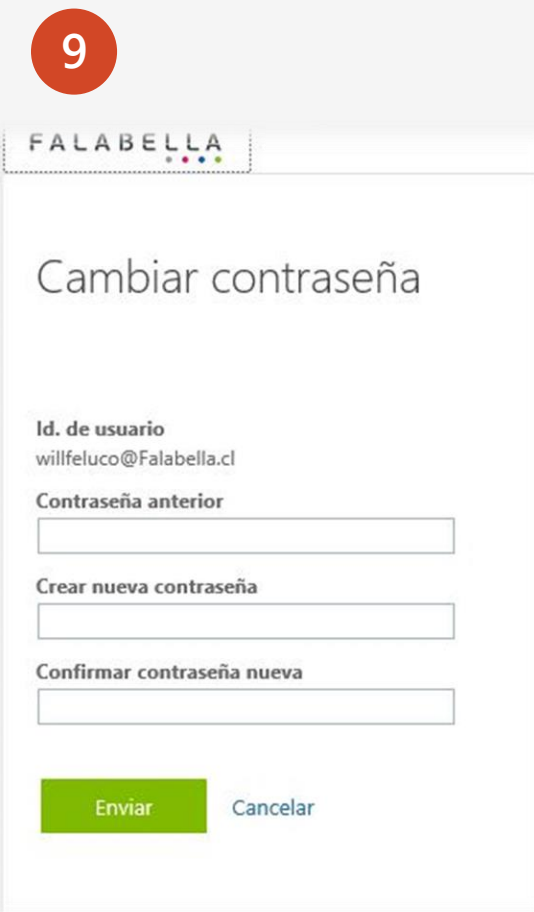 9
FALABELLA
Cambiar contraseña
Id. de usuario
willfeluco@Falabella.cl
Contraseña anterior
Crear nueva contraseña
Confirmar contraseña nueva
Enviar Cancelar